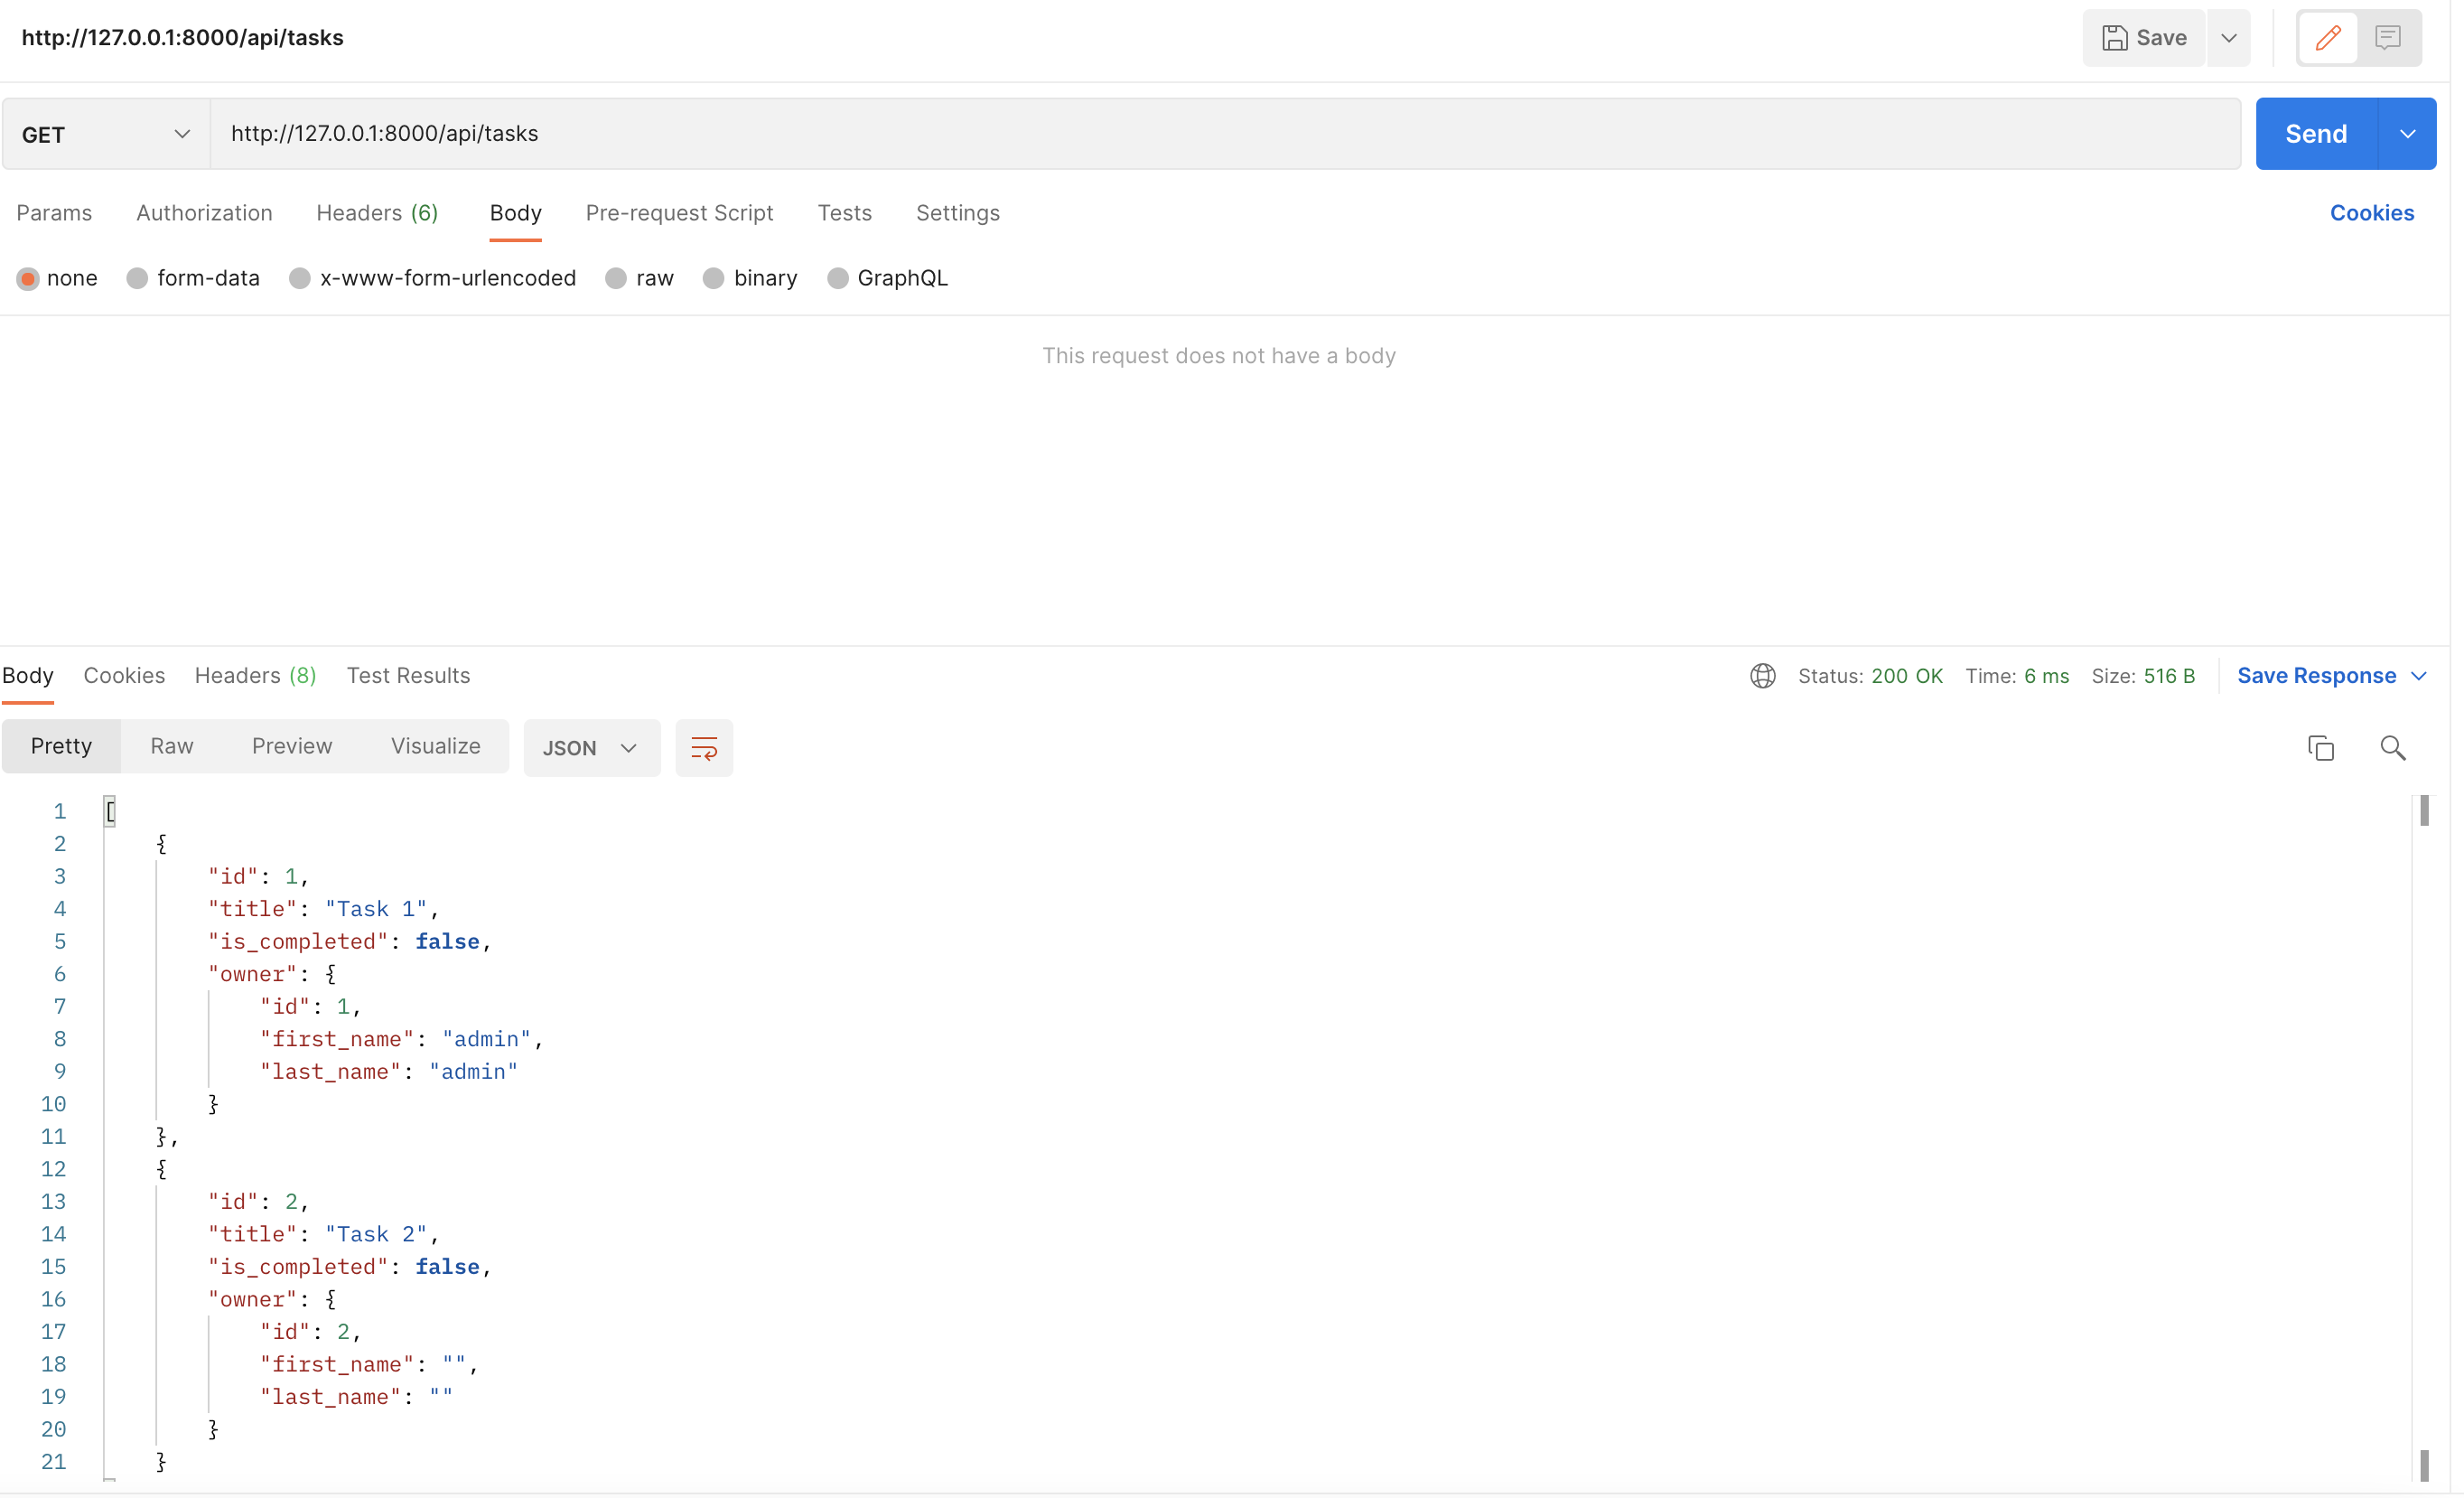 http://127.0.0.1:8000/api/tasks
Save
GET
http://127.0.0.1:8000/api/tasks
Send
Params Authorization Headers (6) Body Pre-request Script Tests Settings Cookies
none form-data x-www-form-urlencoded raw binary GraphQL
This request does not have a body
Body Cookies Headers (8) Test Results Status: 200 OK Time: 6 ms Size: 516 B Save Response
Pretty Raw Preview Visualize JSON
1 [
2 {
3 "id": 1,
4 "title": "Task 1",
5 "is_completed": false,
6 "owner": {
7 "id": 1,
8 "first_name": "admin",
9 "last_name": "admin"
10 }
11 },
12 {
13 "id": 2,
14 "title": "Task 2",
15 "is_completed": false,
16 "owner": {
17 "id": 2,
18 "first_name": "",
19 "last_name": ""
20 }
21 }